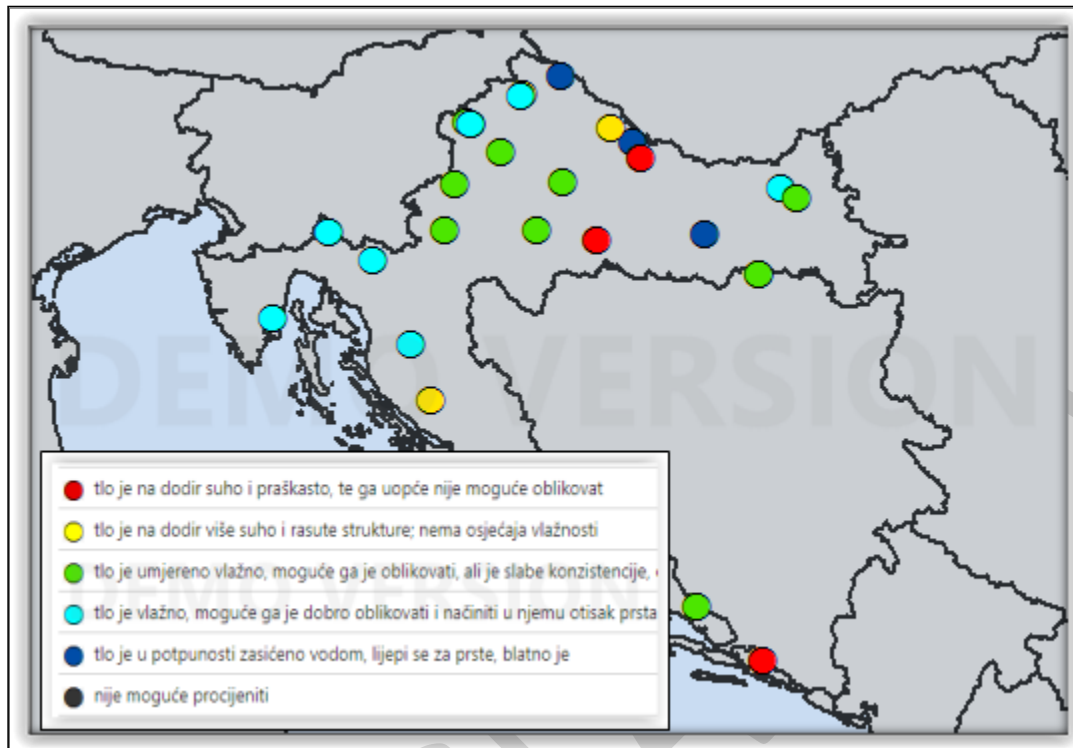 DEMO VERSION
tlo je na dodir suho i praškasto, te ga uopće nije moguće oblikovat
tlo je na dodir više suho i rasute strukture; nema osjećaja vlažnosti
tlo je umjereno vlažno, moguće ga je oblikovati, ali je slabe konzistencije,
DEMO VERSION
tlo je vlažno, moguće ga je dobro oblikovati i načiniti u njemu otisak prsta
tlo je u potpunosti zasićeno vodom, lijepi se za prste, blatno je
nije moguće procijeniti